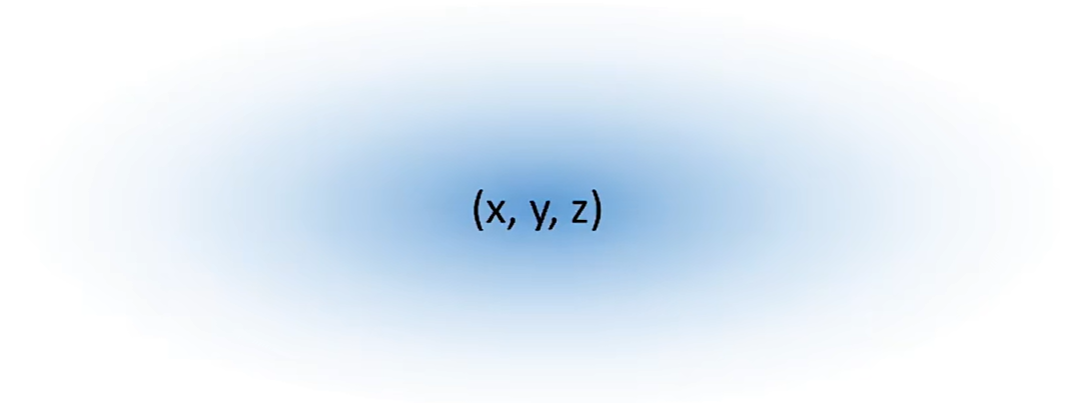 (x, y, z)